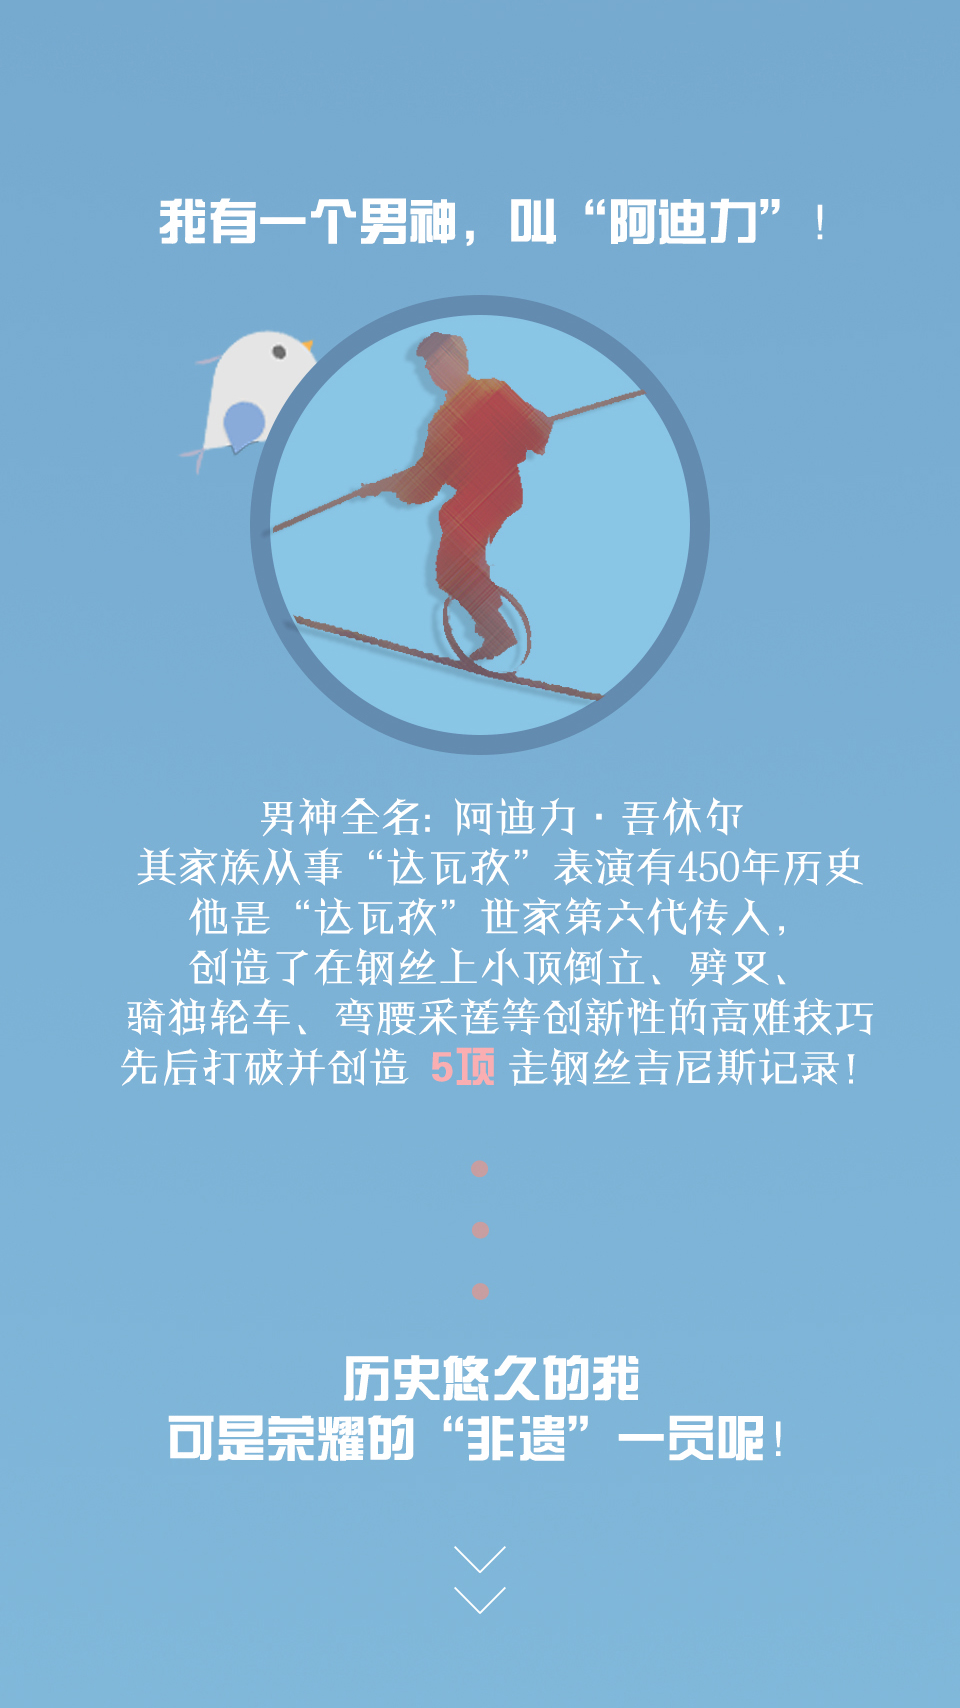 我有一个男神，叫“阿迪力”！
男神全名：阿迪力·吾休尔
其家族从事“达瓦孜”表演有450年历史
他是“达瓦孜”世家第六代传人，
创造了在钢丝上小顶倒立、劈叉、
骑独轮车、弯腰采莲等创新性的高难技巧
先后打破并创造 5项 走钢丝吉尼斯记录！
历史悠久的我
可是荣耀的“非遗”一员呢！